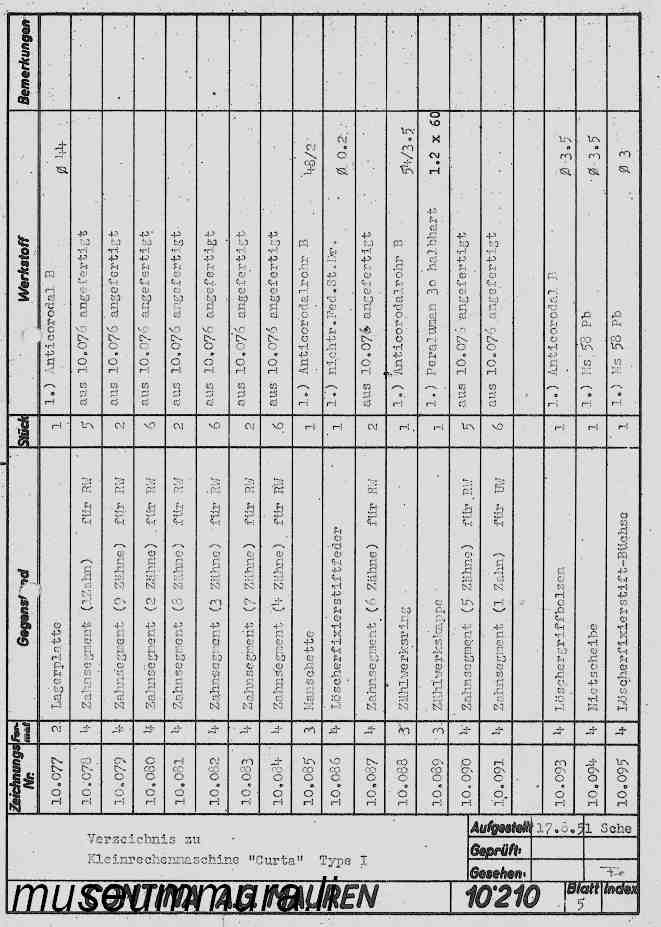 Zeichnungs Nr. Format Gegenstand Stück Werkstoff Bemerkungen
10.077 2 Lagerplatte 1 1.) Anticorodal B Ø 44
10.078 4 Zahnsegment (1Zahn) für RW 5 aus 10.076 angefertigt
10.079 4 Zahnsegment (9 Zähne) für RW 2 aus 10.076 angefertigt
10.080 4 Zahnsegment (2 Zähne) für RW 6 aus 10.076 angefertigt
10.081 4 Zahnsegment (8 Zähne) für RW 2 aus 10.076 angefertigt
10.082 4 Zahnsegment (3 Zähne) für RW 6 aus 10.076 angefertigt
10.083 4 Zahnsegment (7 Zähne) für RW 2 aus 10.076 angefertigt
10.084 4 Zahnsegment (4 Zähne) für RW 6 aus 10.076 angefertigt
10.085 3 Manschette 1 1.) Anticorodalrohr B 48/2
10.086 4 Löscherfixierstiftfeder 1 1.) nichtr.Fed.St.Dr. Ø 0.2
10.087 4 Zahnsegment (6 Zähne) für RW 2 aus 10.076 angefertigt
10.088 3 Zählwerksring 1 1.) Anticorodalrohr B 54/3.5
10.089 3 Zählwerkskappe 1 1.) Peraluman 30 halbhart 1.2 x 60
10.090 4 Zahnsegment (5 Zähne) für RW 5 aus 10.076 angefertigt
10.091 4 Zahnsegment (1 Zahn) für UW 6 aus 10.076 angefertigt
10.093 4 Löschergriffbolzen 1 1.) Anticorodal B Ø 3.5
10.094 4 Nietscheibe 1 1.) Ms 58 Pb Ø 3.5
10.095 4 Löscherfixierstift-Büchse 1 1.) Ms 58 Pb Ø 3
Verzeichnis zu
Kleinrechenmaschine "Curta" Type I
Aufgestellt 17.8.51 Sche
Geprüft:
Gesehen:
CONTINA A.G. MAUREN
10'210
Blatt Index
5
museummura.li